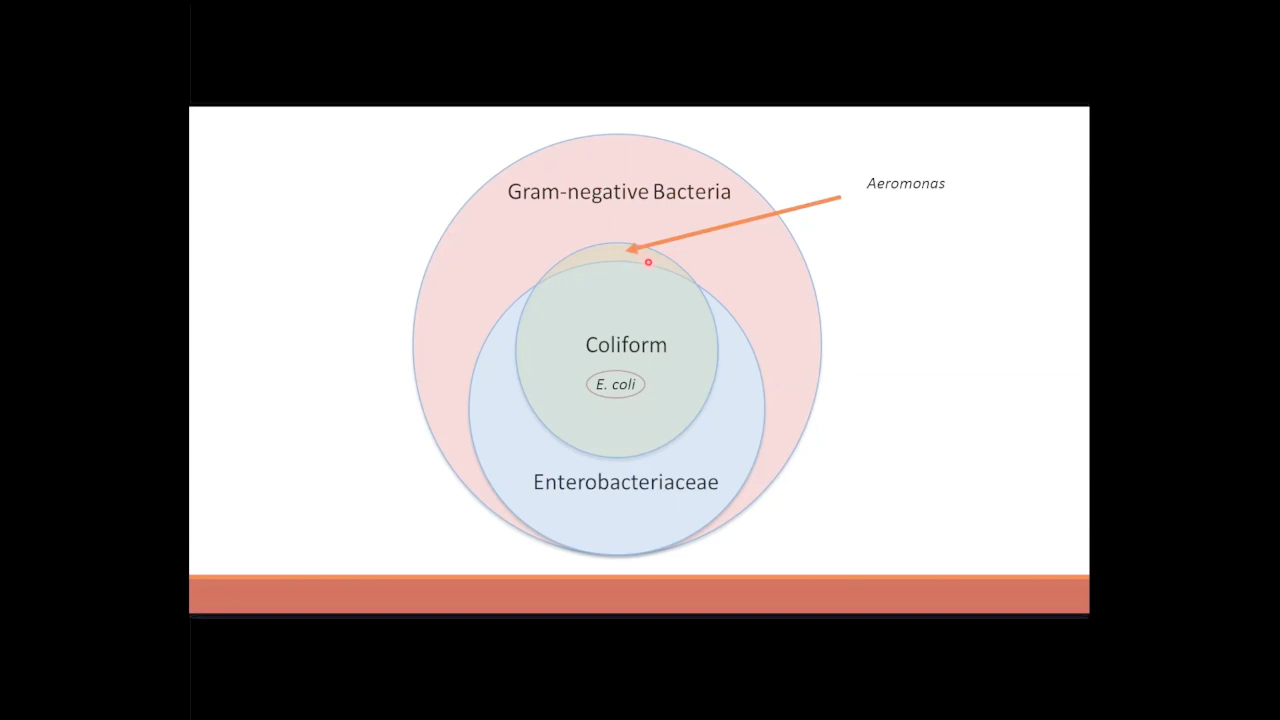 Gram-negative Bacteria
Aeromonas
Coliform
E. coli
Enterobacteriaceae